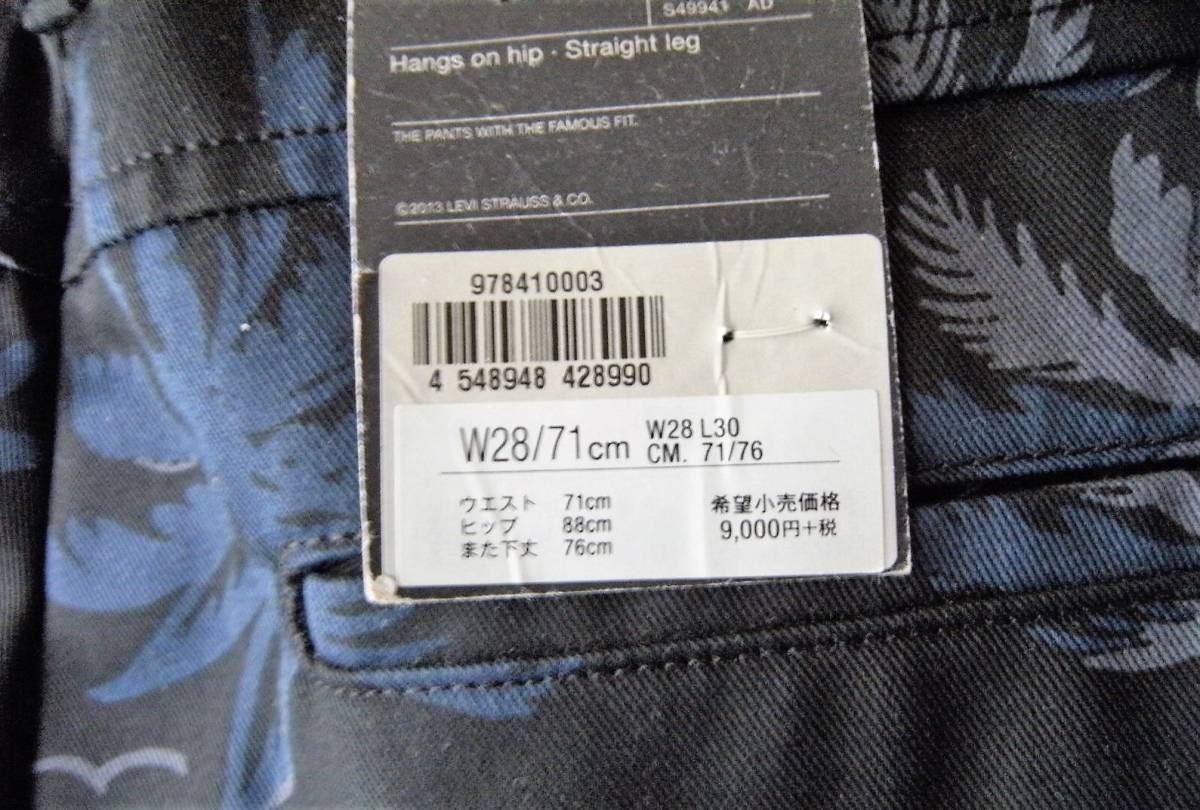 S49941 AD
Hangs on hip · Straight leg
THE PANTS WITH THE FAMOUS FIT.
©2013 LEVI STRAUSS & CO.
978410003
4 548948 428990
W28/71cm
W28 L30
CM. 71/76
ウエスト 71cm
ヒップ 88cm
また下丈 76cm
希望小売価格
9,000円+税